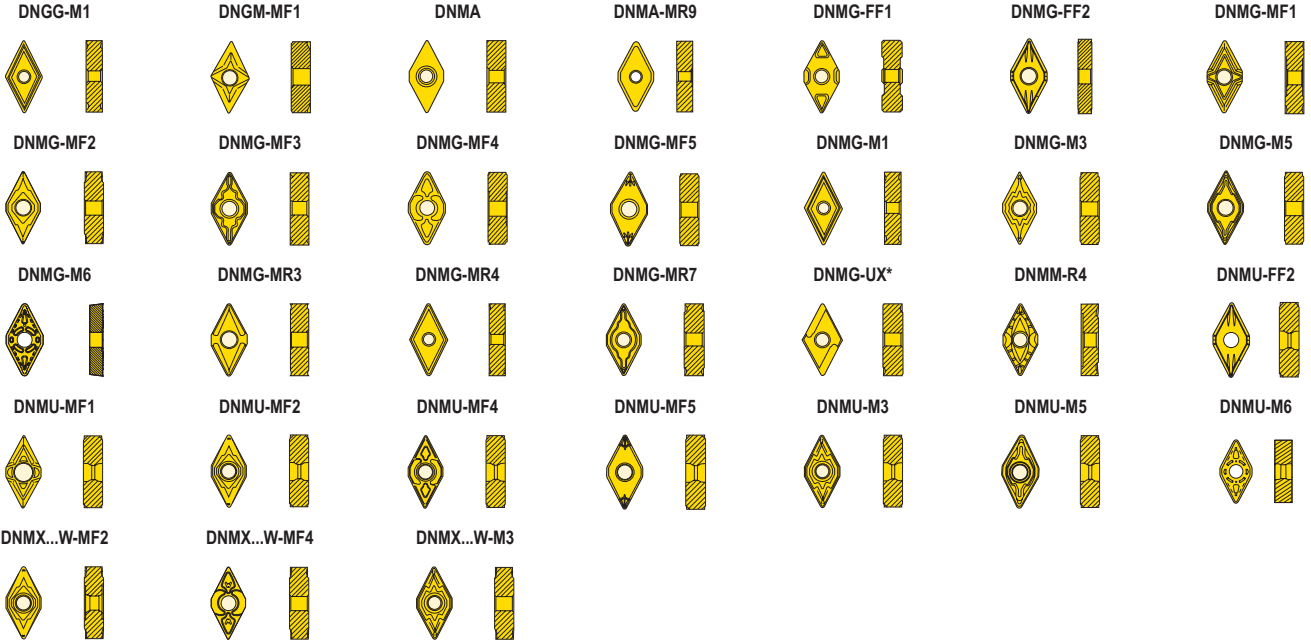 DNGG-M1 DNGM-MF1 DNMA DNMA-MR9 DNMG-FF1 DNMG-FF2 DNMG-MF1
DNMG-MF2 DNMG-MF3 DNMG-MF4 DNMG-MF5 DNMG-M1 DNMG-M3 DNMG-M5
DNMG-M6 DNMG-MR3 DNMG-MR4 DNMG-MR7 DNMG-UX* DNMM-R4 DNMU-FF2
DNMU-MF1 DNMU-MF2 DNMU-MF4 DNMU-MF5 DNMU-M3 DNMU-M5 DNMU-M6
DNMX...W-MF2 DNMX...W-MF4 DNMX...W-M3